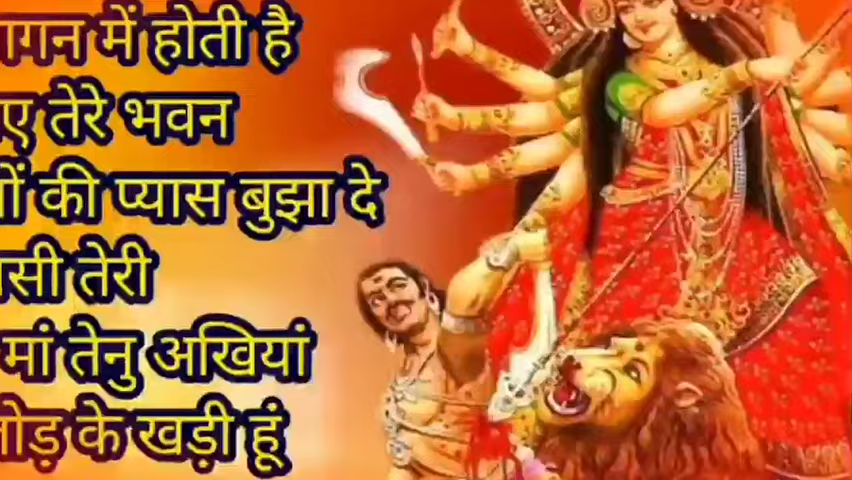 में होती है
तेरे भवन
की प्यास बुझा दे
तेरी
मां तेनु अखियां
के खड़ी हूं